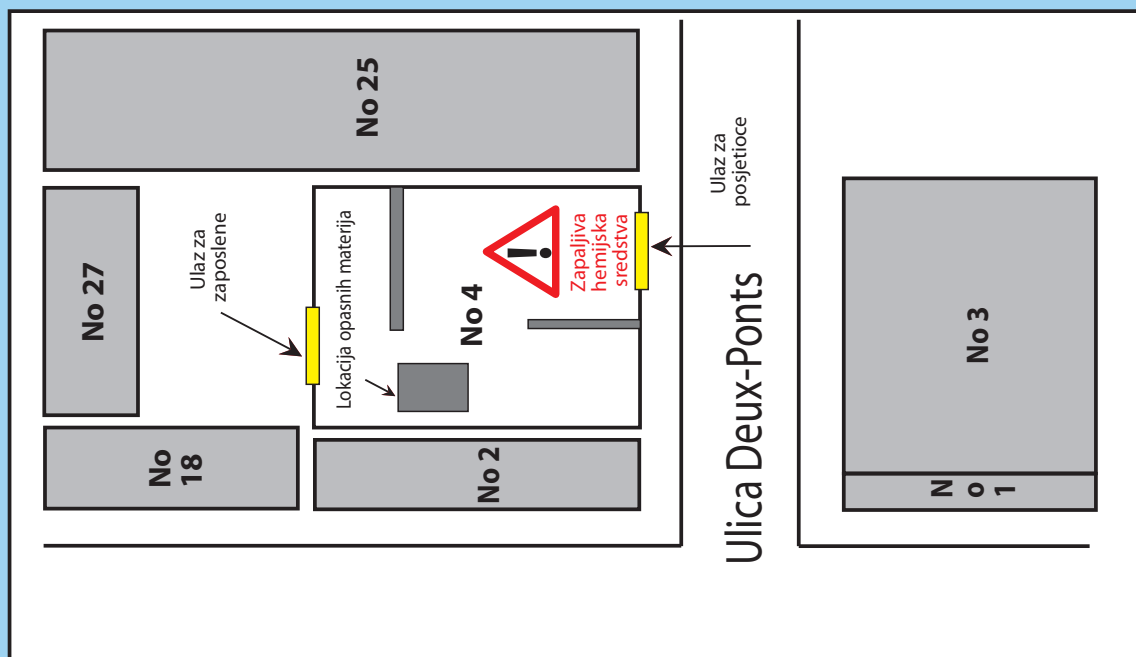 No 25
No 27
Ulaz za
zaposlene
Lokacija opasnih materija
No 4
Zapaljiva
hemijska
sredstva
Ulaz za
posjetioce
No
18
No 2
Ulica Deux-Ponts
No 3
N
o
1